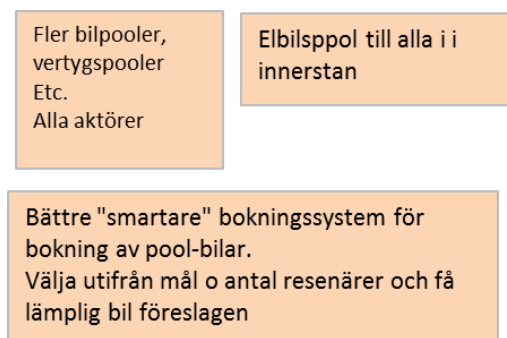 Fler bilpooler,
vertygspooler
Etc.
Alla aktörer
Elbilsppol till alla i i
innerstan
Bättre "smartare" bokningssystem för
bokning av pool-bilar.
Välja utifrån mål o antal resenärer och få
lämplig bil föreslagen